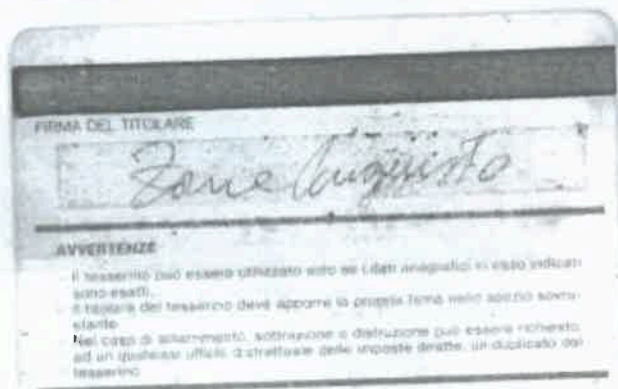 FIRMA DEL TITOLARE
AVVERTENZE
Il tesserino può essere utilizzato solo se i dati anagrafici in esso indicati
sono esatti.
Il titolare del tesserino deve apporre la propria firma nello spazio sovra-
stante.
Nel caso di smarrimento, sottrazione o distruzione può essere richiesto,
ad un qualsiasi ufficio distrettuale delle imposte dirette, un duplicato del
tesserino.